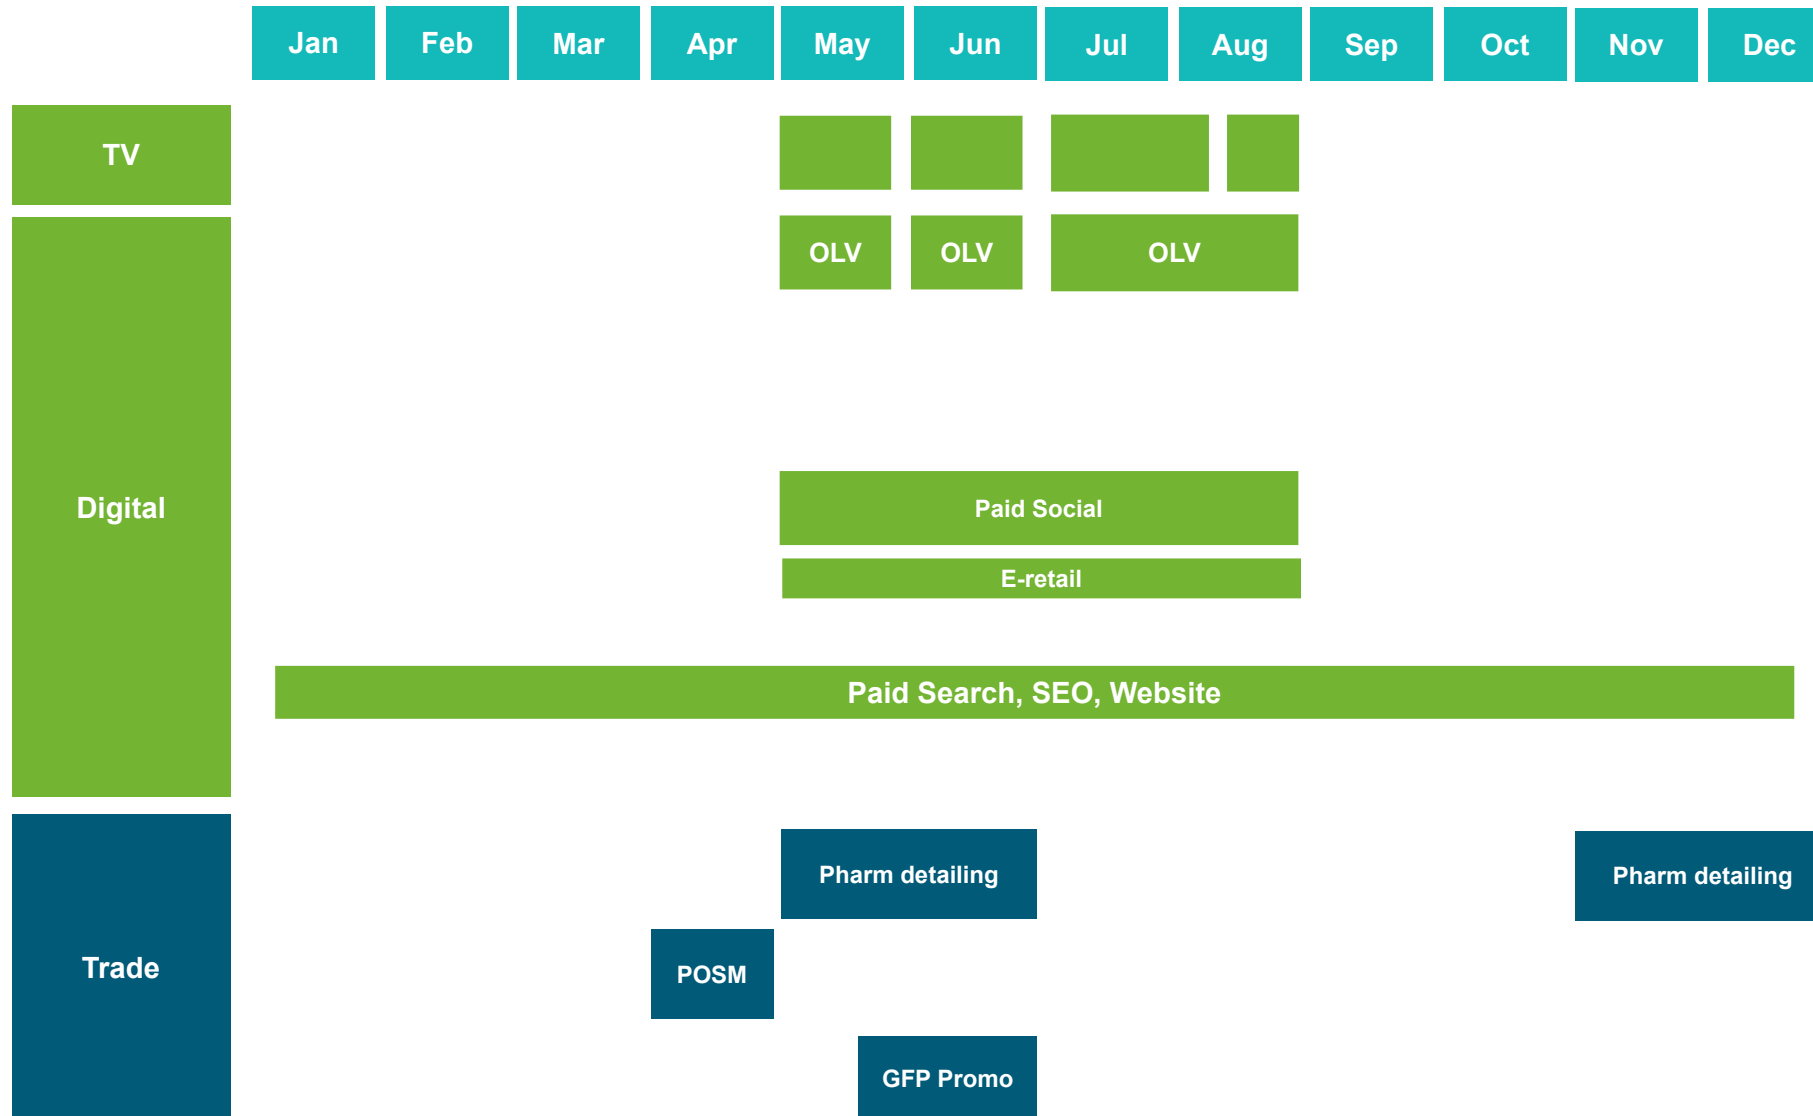 Jan Feb Mar Apr May Jun Jul Aug Sep Oct Nov Dec
TV
OLV OLV OLV
Digital
Paid Social
E-retail
Paid Search, SEO, Website
Pharm detailing Pharm detailing
Trade
POSM
GFP Promo